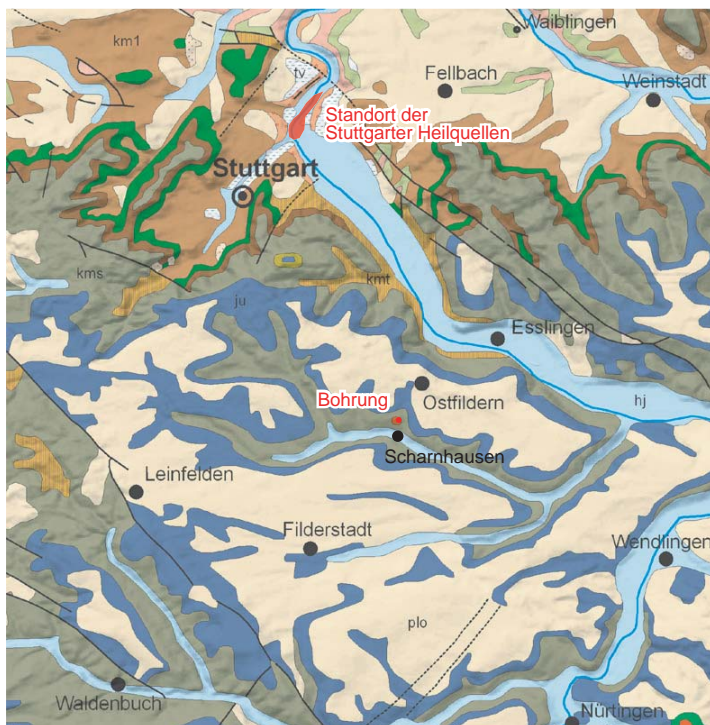 Waiblingen
km1
tv
Fellbach
Weinstadt
Standort der
Stuttgarter Heilquellen
Stuttgart
kms
kmt
ju
Esslingen
Bohrung
Ostfildern
hj
Scharnhausen
Leinfelden
Filderstadt
Wendlingen
plo
Waldenbuch
Nürtingen